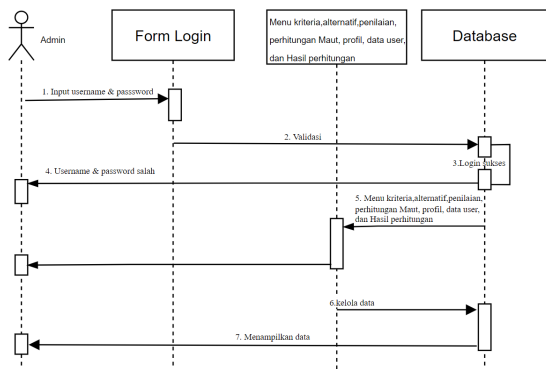 Admin
Form Login
Menu kriteria,alternatif,penilaian,
perhitungan Maut, profil, data user,
dan Hasil perhitungan
Database
1. Input username & passsword
2. Validasi
3.Login sukses
4. Username & password salah
5. Menu kriteria,alternatif,penilaian,
perhitungan Maut, profil, data user,
dan Hasil perhitungan
6.kelola data
7. Menampilkan data